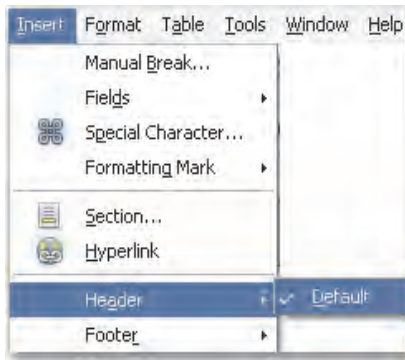 Insert Format Table Tools Window Help
Manual Break...
Fields
Special Character...
Formatting Mark
Section...
Hyperlink
Header Default
Footer